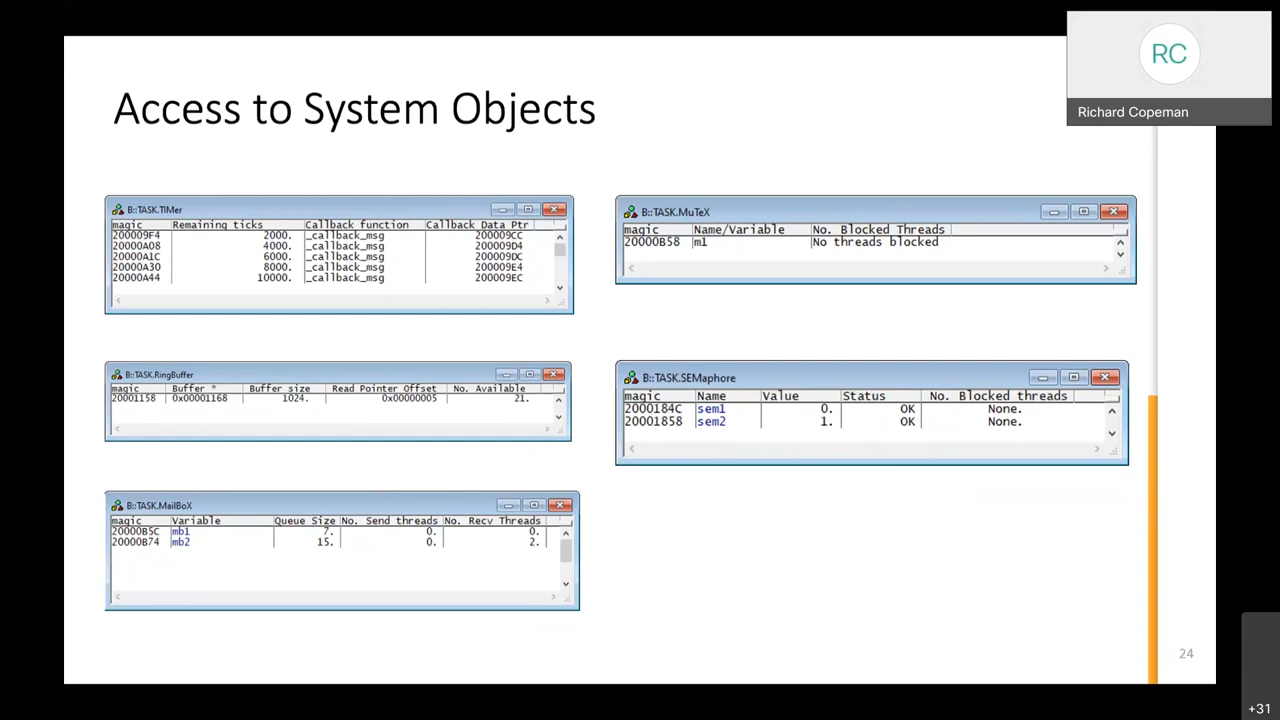 RC
Richard Copeman
Access to System Objects
B::TASK.TIMer
magic Remaining ticks Callback function Callback Data Ptr
200009F4 2000. _callback_msg 200009CC
20000A08 4000. _callback_msg 200009D4
20000A1C 6000. _callback_msg 200009DC
20000A30 8000. _callback_msg 200009E4
20000A44 10000. _callback_msg 200009EC
B::TASK.MuTeX
magic Name/Variable No. Blocked Threads
20000B58 m1 No threads blocked
B::TASK.RingBuffer
magic Buffer * Buffer size Read Pointer Offset No. Available
20001158 0x00001168 1024. 0x00000005 21.
B::TASK.SEMaphore
magic Name Value Status No. Blocked threads
2000184C sem1 0. OK None.
20001858 sem2 1. OK None.
B::TASK.MailBoX
magic Variable Queue Size No. Send threads No. Recv Threads
20000B5C mb1 7. 0. 0.
20000B74 mb2 15. 0. 2.
24
+31